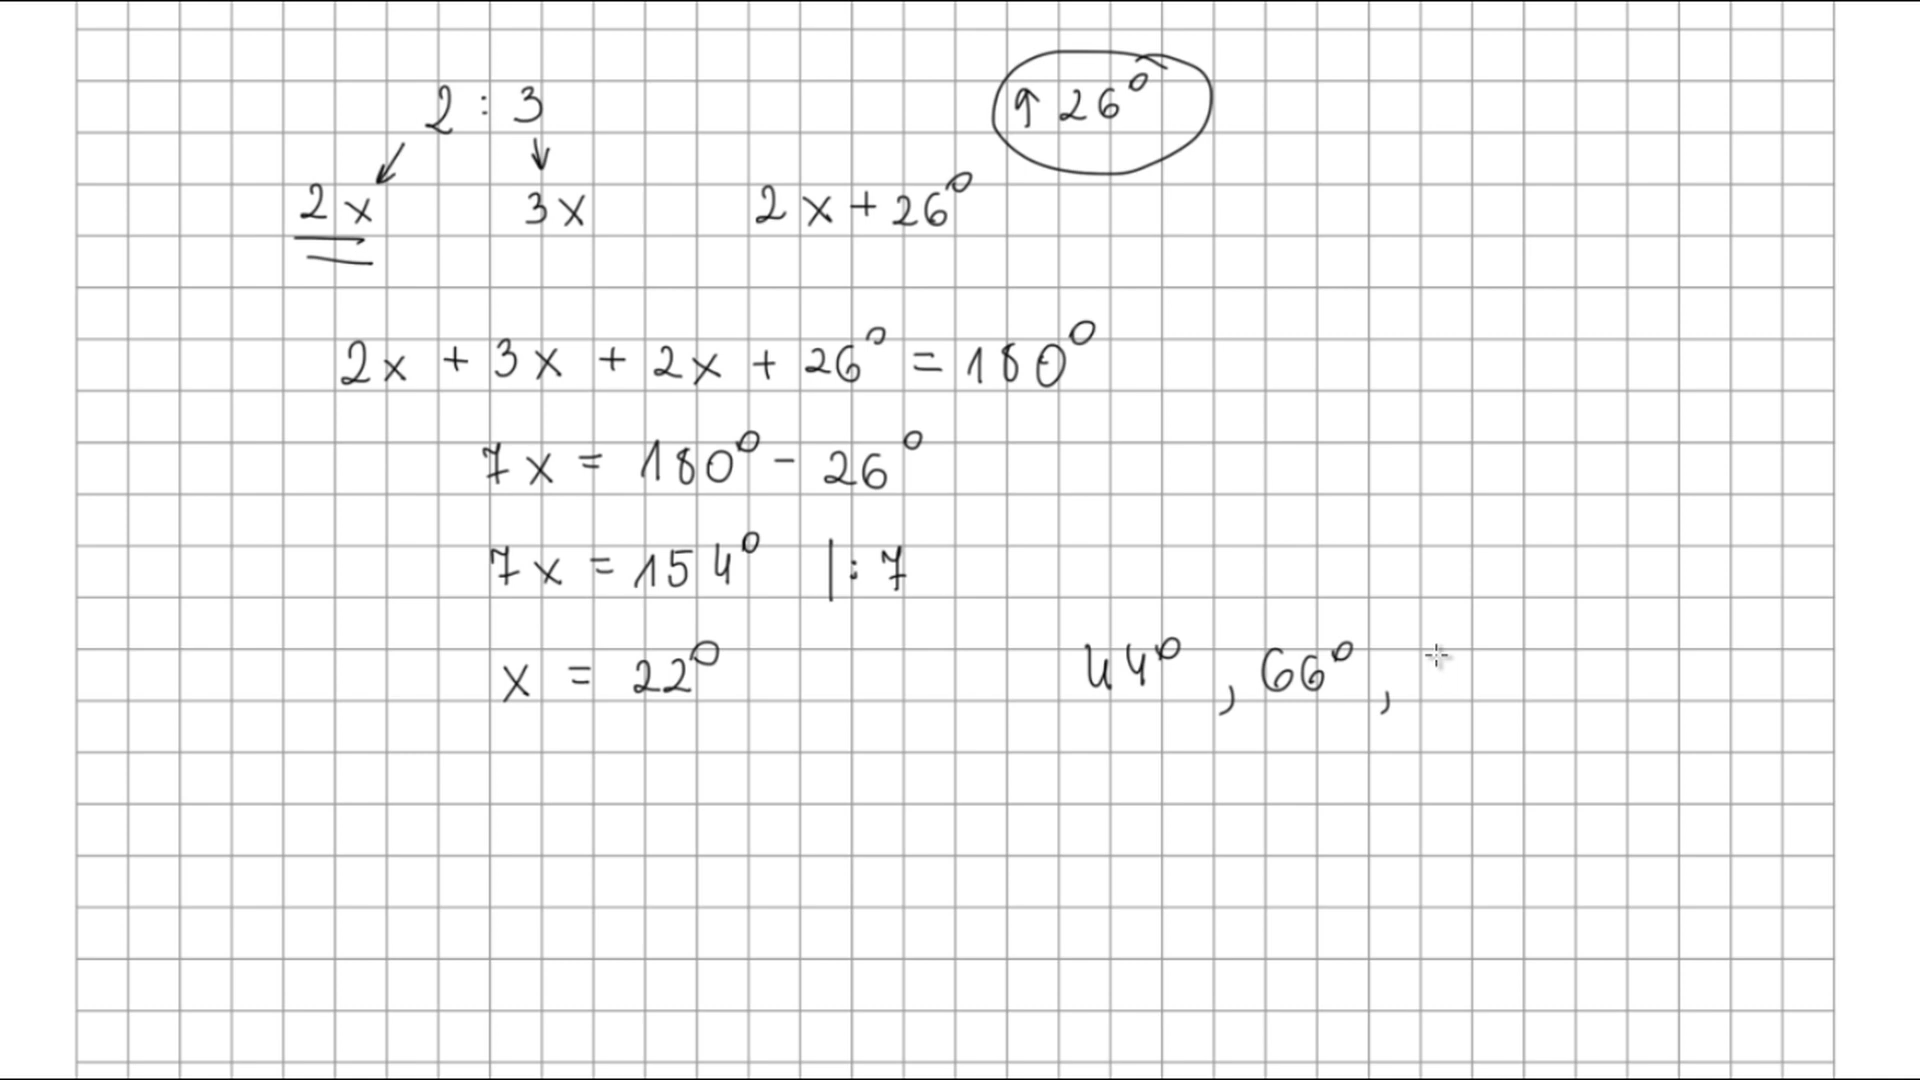 2 : 3
↑ 26°
2x 3x 2x + 26°
2x + 3x + 2x + 26° = 180°
7x = 180° - 26°
7x = 154° |: 7
x = 22° 44° , 66° ,